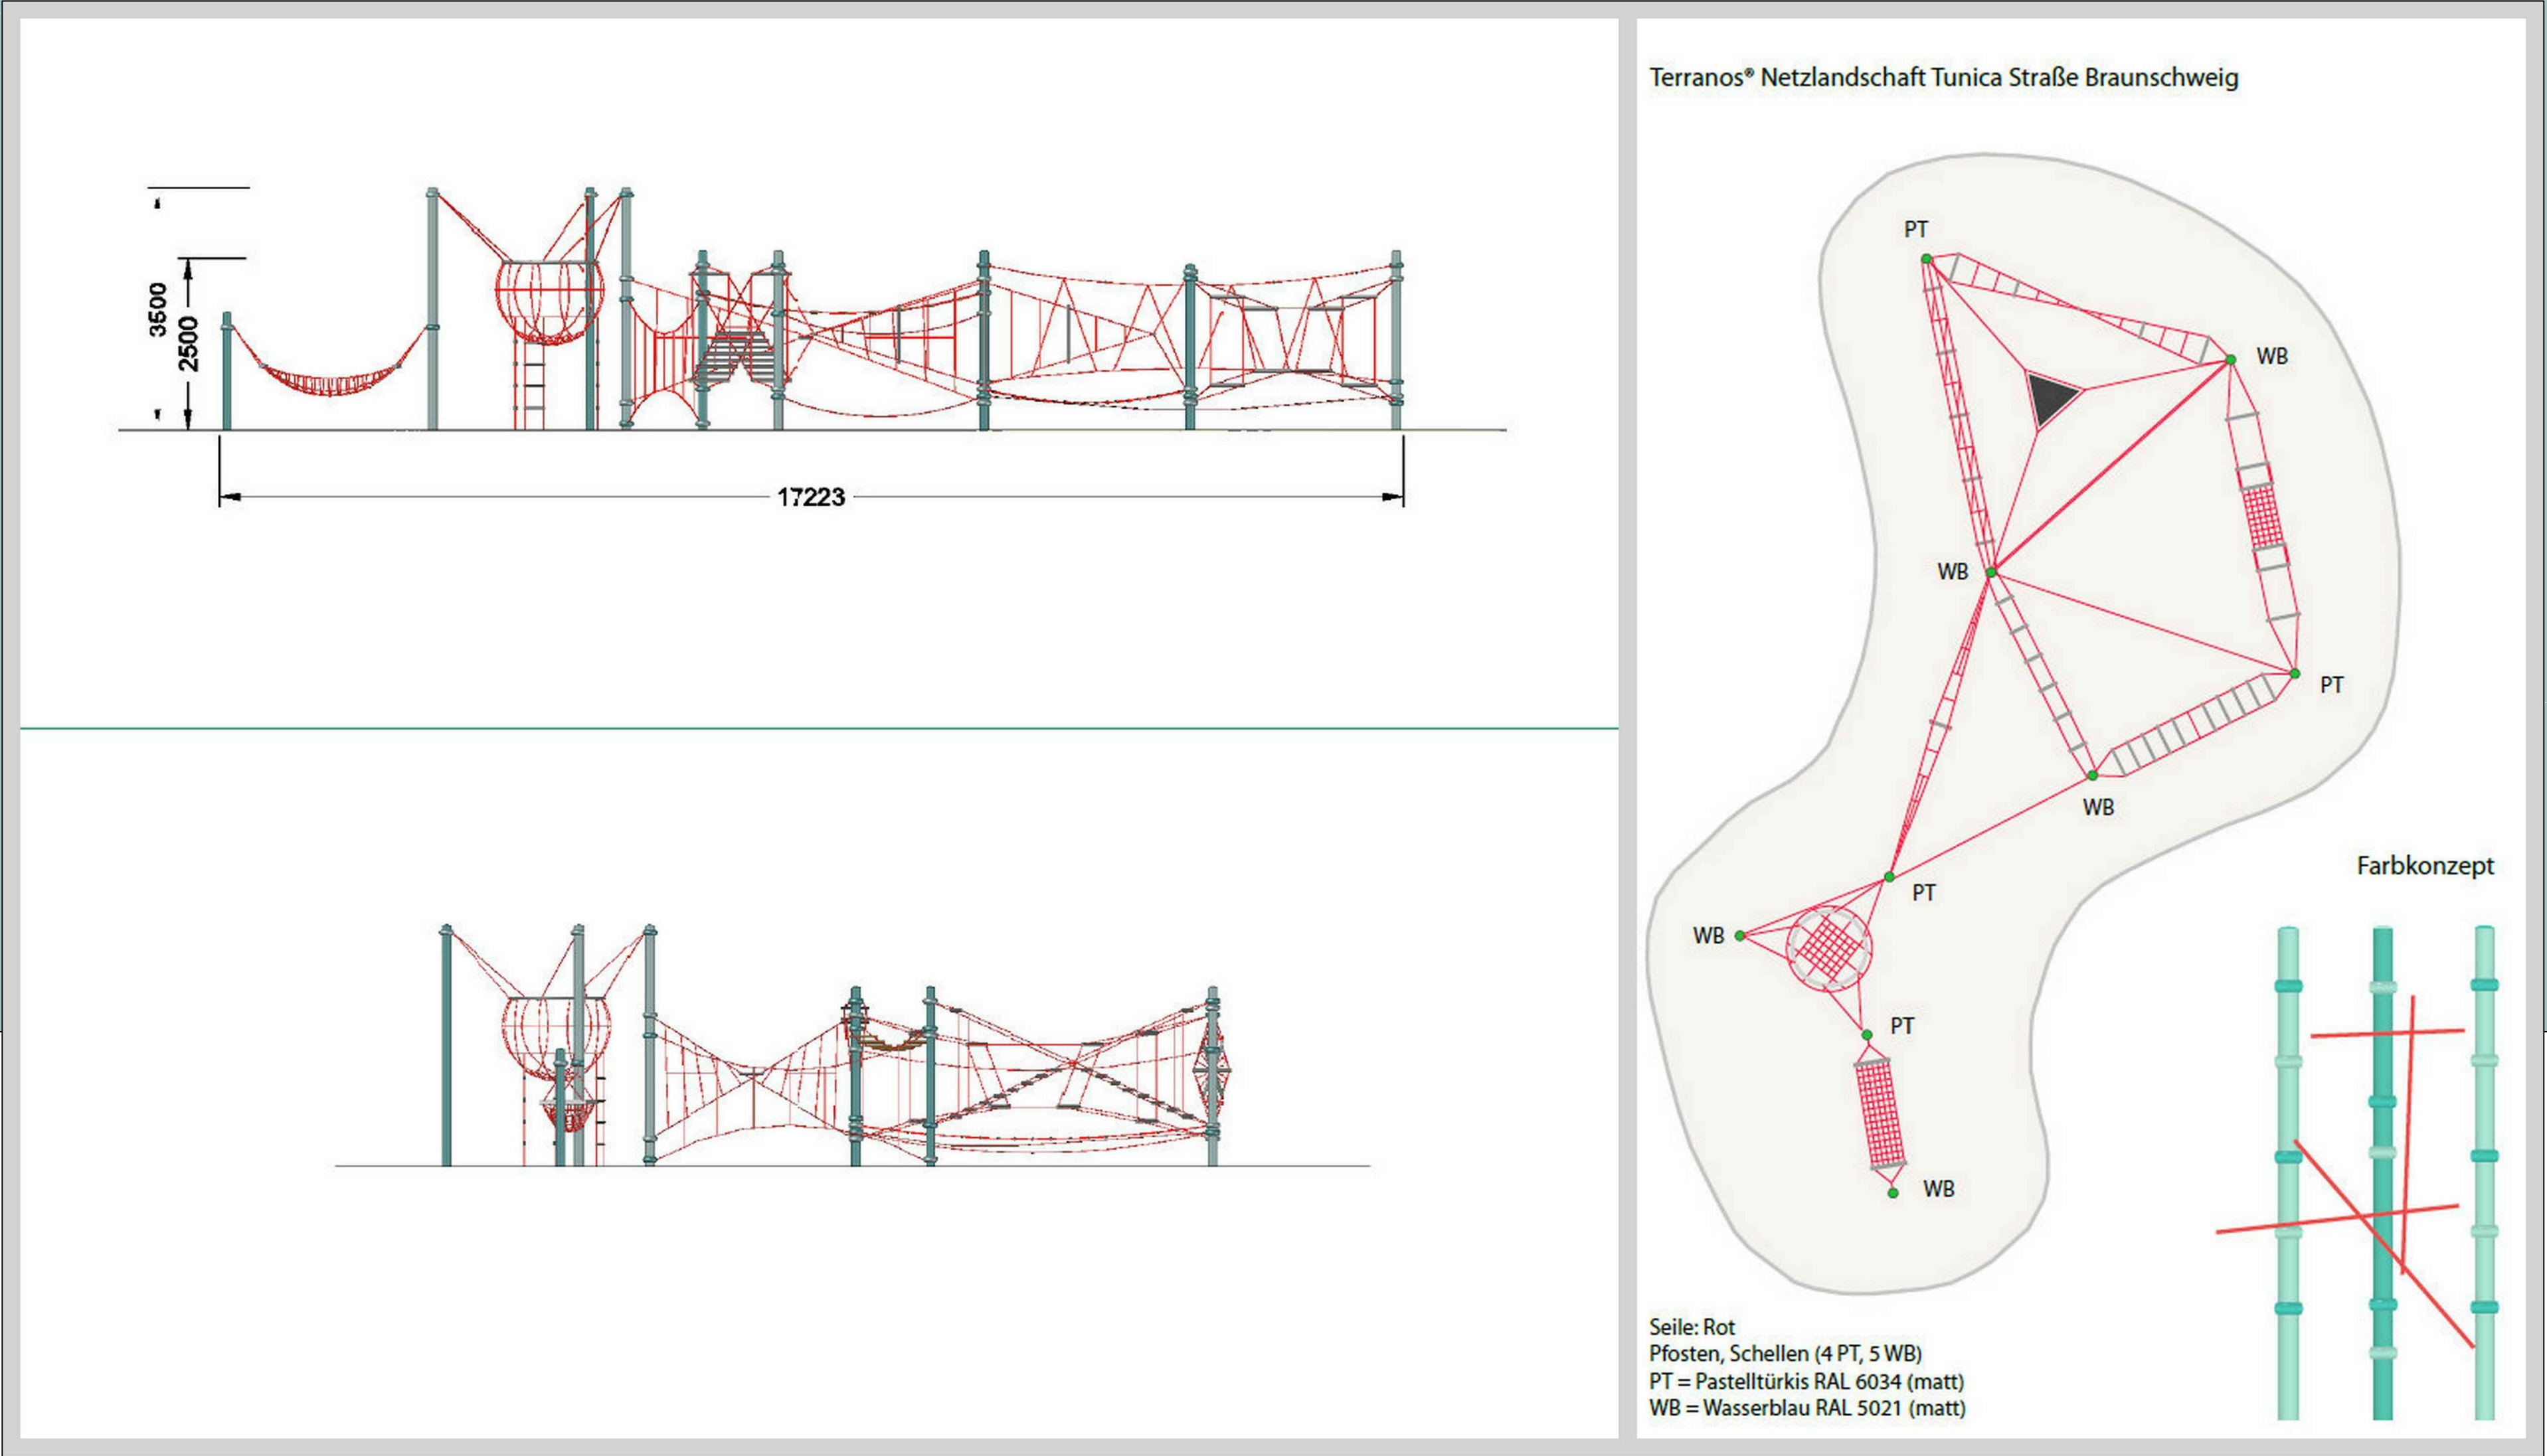 3500
2500
17223
Terranos® Netzlandschaft Tunica Straße Braunschweig
PT
WB
WB
PT
WB
PT
WB
PT
WB
Farbkonzept
Seile: Rot
Pfosten, Schellen (4 PT, 5 WB)
PT = Pastelltürkis RAL 6034 (matt)
WB = Wasserblau RAL 5021 (matt)